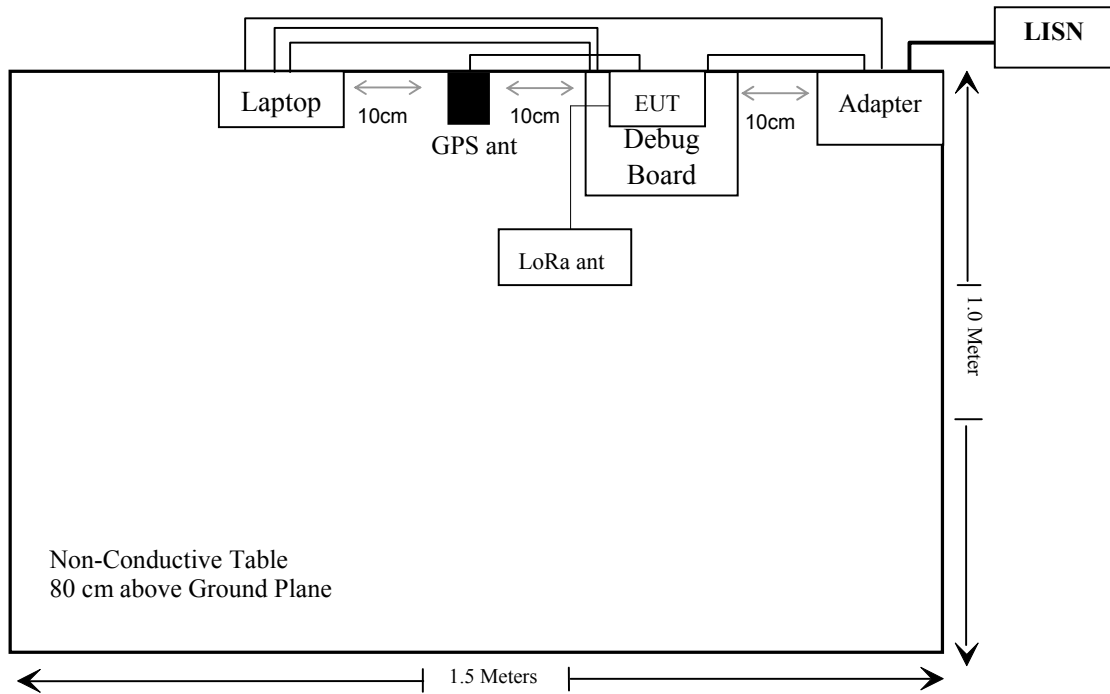 LISN
Laptop
10cm
GPS ant
10cm
EUT
Debug
Board
10cm
Adapter
LoRa ant
1.0 Meter
Non-Conductive Table
80 cm above Ground Plane
1.5 Meters